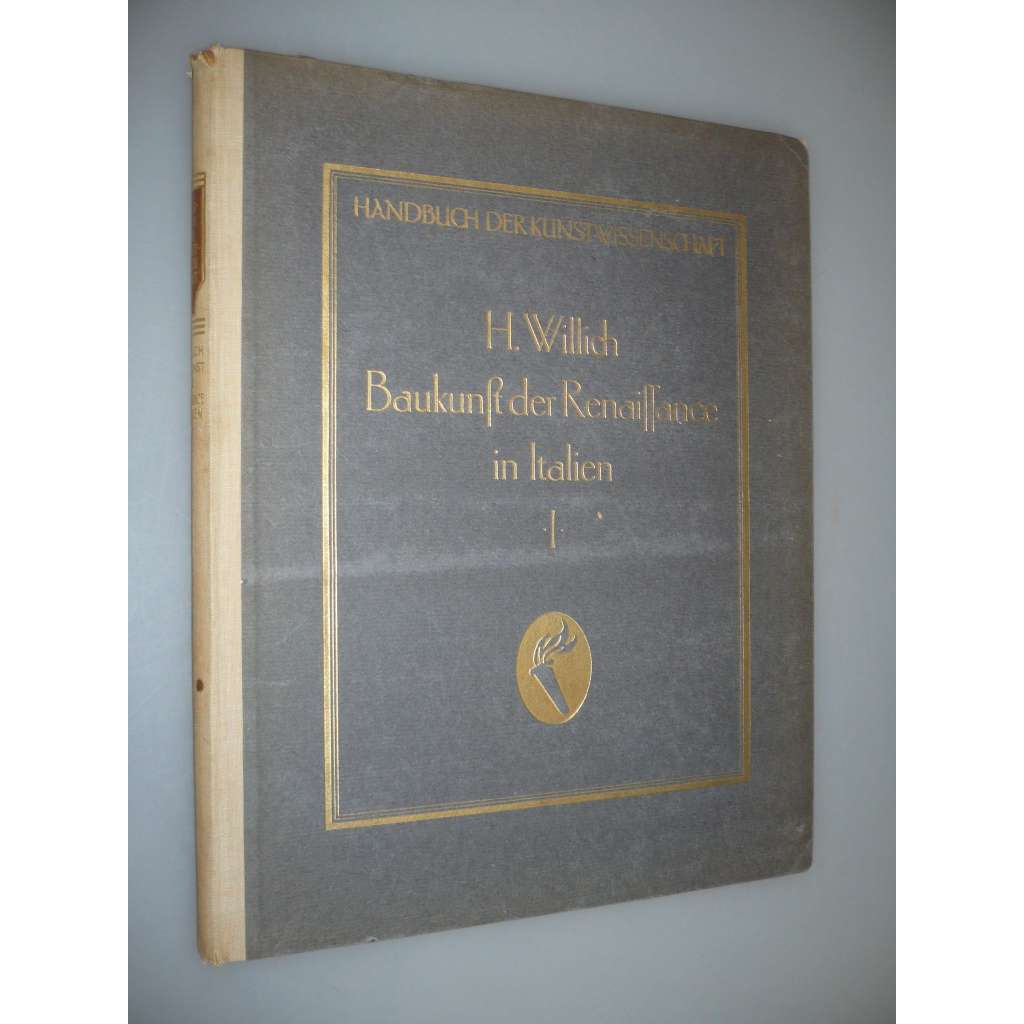 HANDBUCH DER KUNSTWISSENSCHAFT
H. Willich
Baukunſt der Renaiſſance
in Italien
·I·